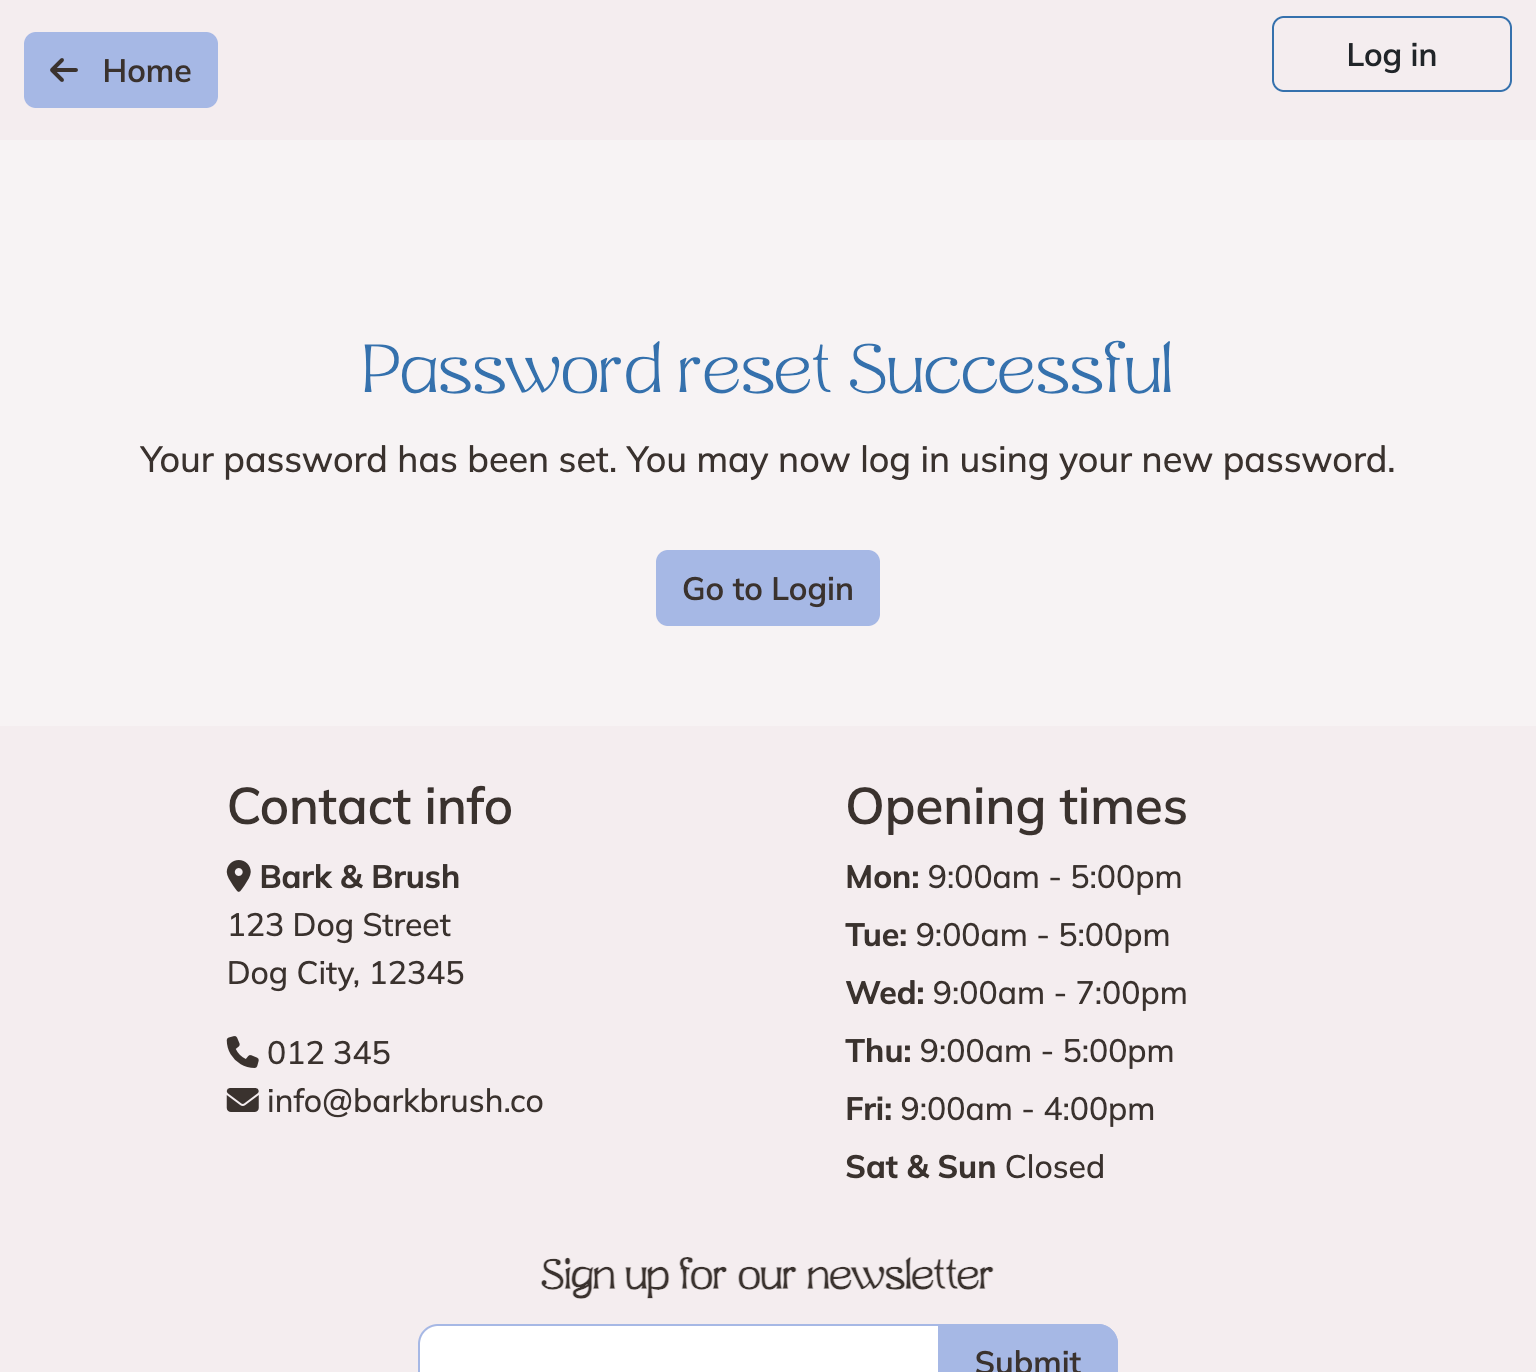 Home
Log in
Password reset Successful
Your password has been set. You may now log in using your new password.
Go to Login
Contact info
Bark & Brush
123 Dog Street
Dog City, 12345
012 345
info@barkbrush.co
Opening times
Mon: 9:00am - 5:00pm
Tue: 9:00am - 5:00pm
Wed: 9:00am - 7:00pm
Thu: 9:00am - 5:00pm
Fri: 9:00am - 4:00pm
Sat & Sun Closed
Sign up for our newsletter
Submit